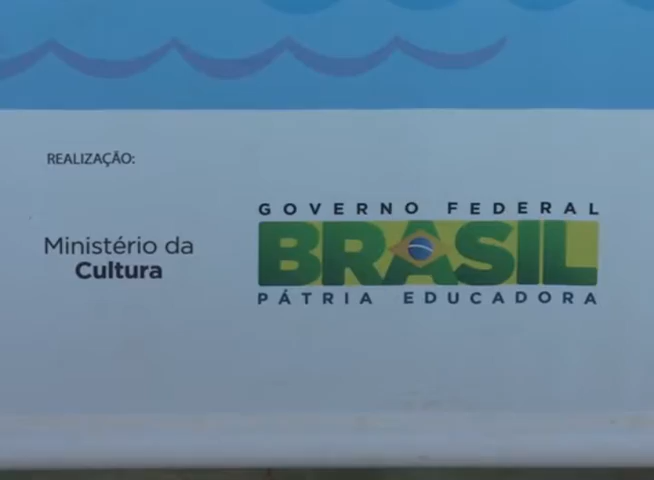 REALIZAÇÃO:
Ministério da
Cultura
GOVERNO FEDERAL
BRASIL
PÁTRIA EDUCADORA